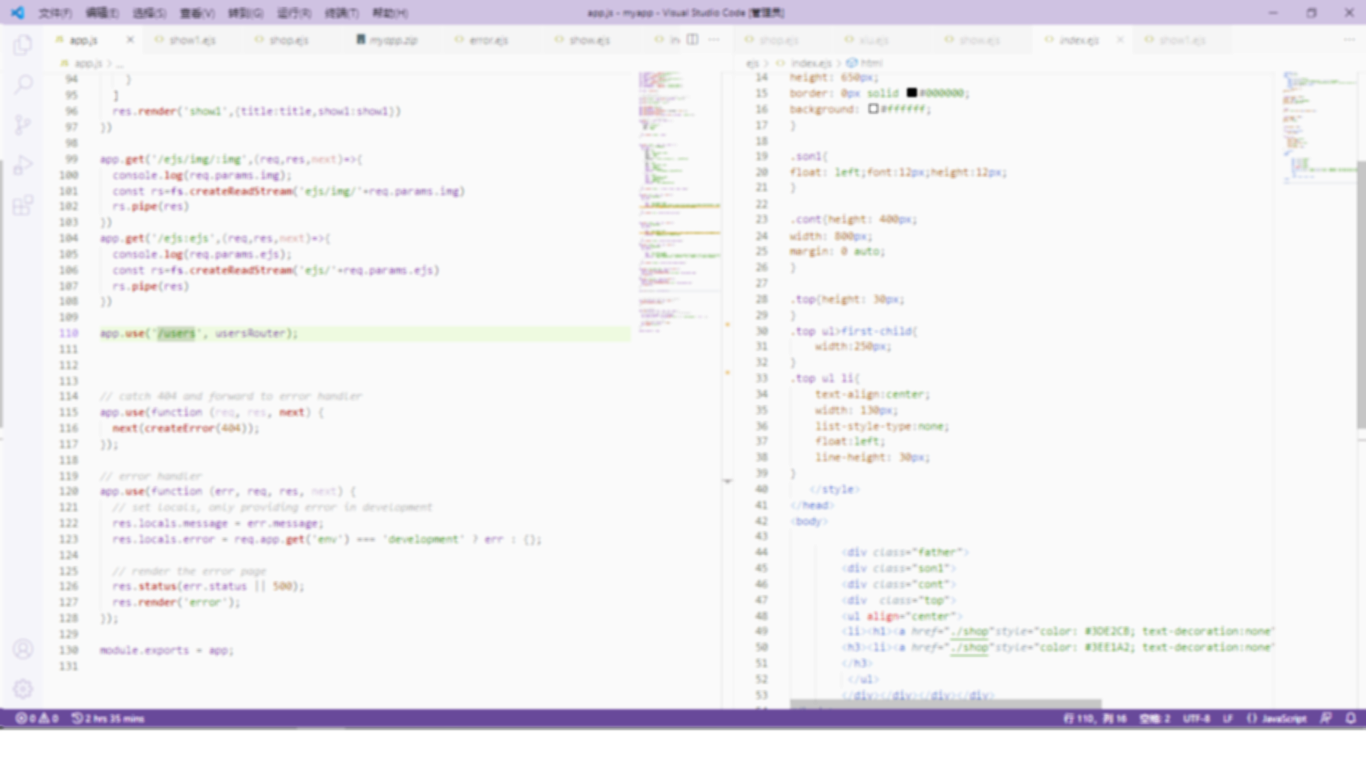 文件(F) 编辑(E) 选择(S) 查看(V) 转到(G) 运行(R) 终端(T) 帮助(H) app.js - myapp - Visual Studio Code [管理员]
app.js show1.ejs shop.ejs myapp.zip error.ejs show.ejs in
app.js > ...
94 }
95 ]
96 res.render('show1',{title:title,show1:show1})
97 })
98
99 app.get('/ejs/img/:img',(req,res,next)=>{
100 console.log(req.params.img);
101 const rs=fs.createReadStream('ejs/img/'+req.params.img)
102 rs.pipe(res)
103 })
104 app.get('/ejs:ejs',(req,res,next)=>{
105 console.log(req.params.ejs);
106 const rs=fs.createReadStream('ejs/'+req.params.ejs)
107 rs.pipe(res)
108 })
109
110 app.use('/users', usersRouter);
111
112
113
114 // catch 404 and forward to error handler
115 app.use(function (req, res, next) {
116 next(createError(404));
117 });
118
119 // error handler
120 app.use(function (err, req, res, next) {
121 // set locals, only providing error in development
122 res.locals.message = err.message;
123 res.locals.error = req.app.get('env') === 'development' ? err : {};
124
125 // render the error page
126 res.status(err.status || 500);
127 res.render('error');
128 });
129
130 module.exports = app;
131
shop.ejs show.ejs index.ejs show1.ejs
ejs > index.ejs > html
14 height: 650px;
15 border: 0px solid #000000;
16 background: #ffffff;
17 }
18
19 .son1{
20 float: left;font:12px;height:12px;
21 }
22
23 .cont{height: 400px;
24 width: 800px;
25 margin: 0 auto;
26 }
27
28 .top{height: 30px;
29 }
30 .top ul>first-child{
31 width:250px;
32 }
33 .top ul li{
34 text-align:center;
35 width: 130px;
36 list-style-type:none;
37 float:left;
38 line-height: 30px;
39 }
40 </style>
41 </head>
42 <body>
43
44 <div class="father">
45 <div class="son1">
46 <div class="cont">
47 <div class="top">
48 <ul align="center">
49 <li><h1><a href="./shop"style="color: #3DE2CB; text-decoration:none"
50 <h3><li><a href="./shop"style="color: #3EE1A2; text-decoration:none"
51 </h3>
52 </ul>
53 </div></div></div></div>
0 0 2 hrs 35 mins 行 110，列 16 空格: 2 UTF-8 LF {} JavaScript